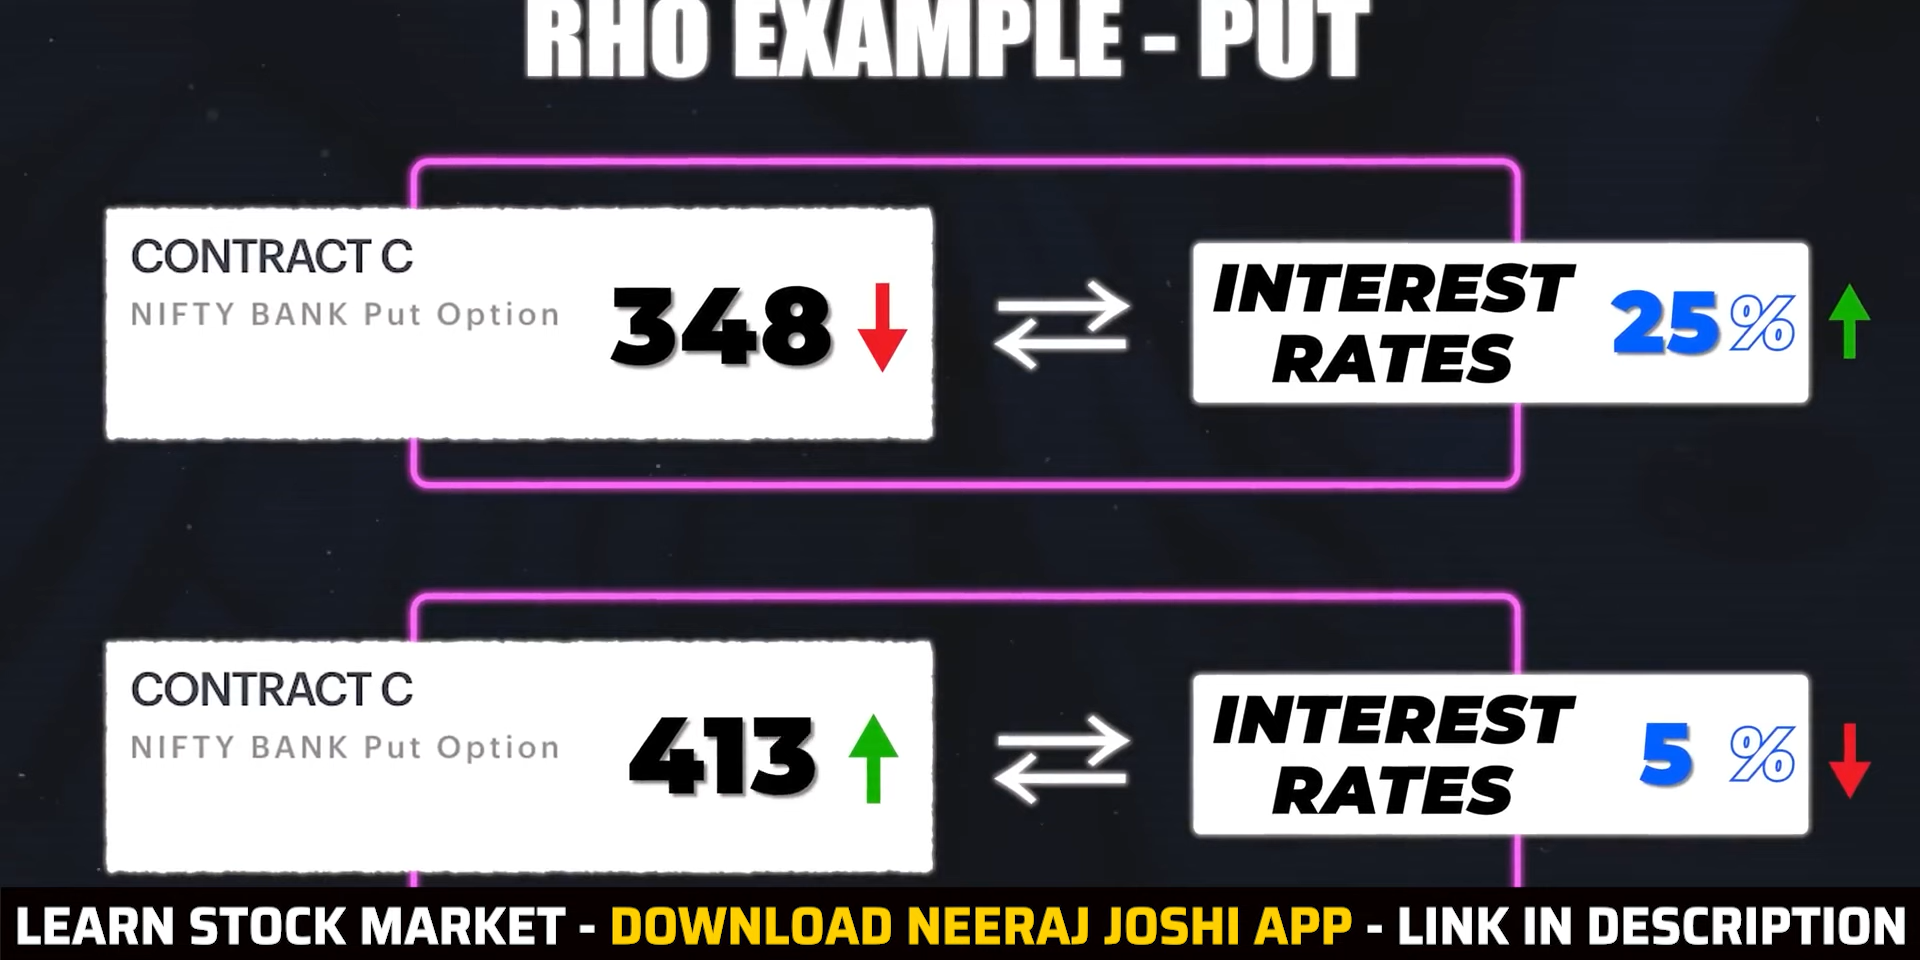 RHO EXAMPLE - PUT
CONTRACT C
NIFTY BANK Put Option
348
INTEREST
RATES
25%
CONTRACT C
NIFTY BANK Put Option
413
INTEREST
RATES
5 %
LEARN STOCK MARKET - DOWNLOAD NEERAJ JOSHI APP - LINK IN DESCRIPTION